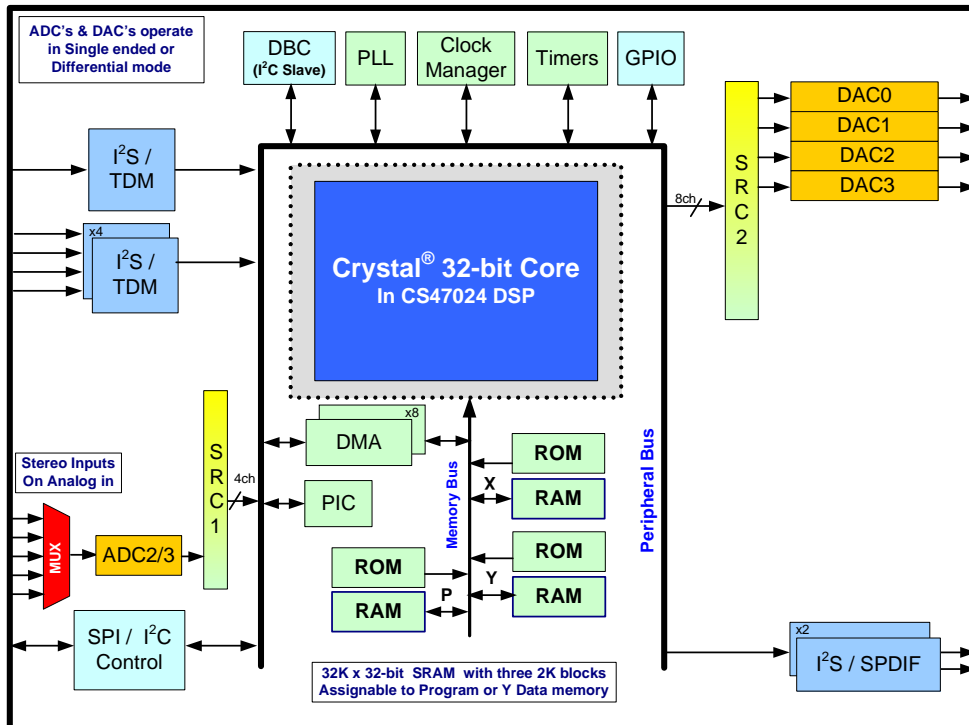 ADC's & DAC's operate
in Single ended or
Differential mode
DBC
(I²C Slave)
PLL
Clock
Manager
Timers
GPIO
DAC0
DAC1
DAC2
DAC3
SRC2
8ch
I²S /
TDM
x4
I²S /
TDM
Crystal® 32-bit Core
In CS47024 DSP
x8
DMA
PIC
SRC1
4ch
Stereo Inputs
On Analog in
MUX
ADC2/3
SPI / I²C
Control
Memory Bus
ROM
X
RAM
ROM
Y
RAM
ROM
P
RAM
Peripheral Bus
x2
I²S / SPDIF
32K x 32-bit SRAM with three 2K blocks
Assignable to Program or Y Data memory